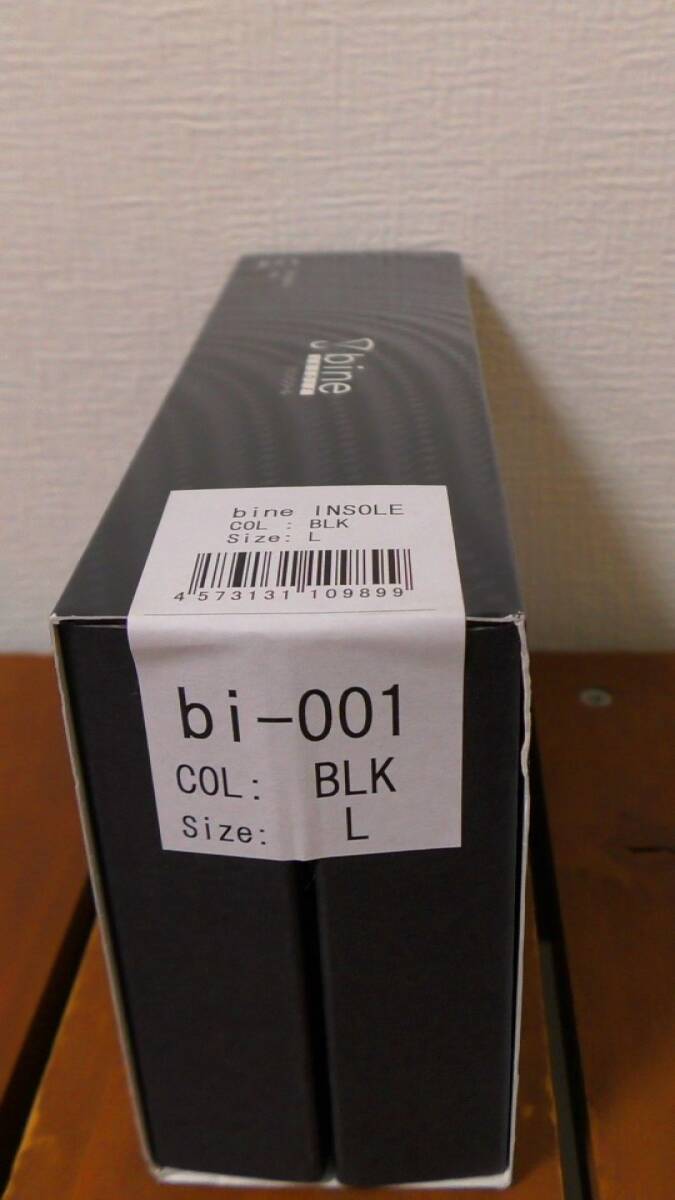 bine
bine INSOLE
COL : BLK
Size: L
4 573131 109899
bi-001
COL: BLK
Size: L